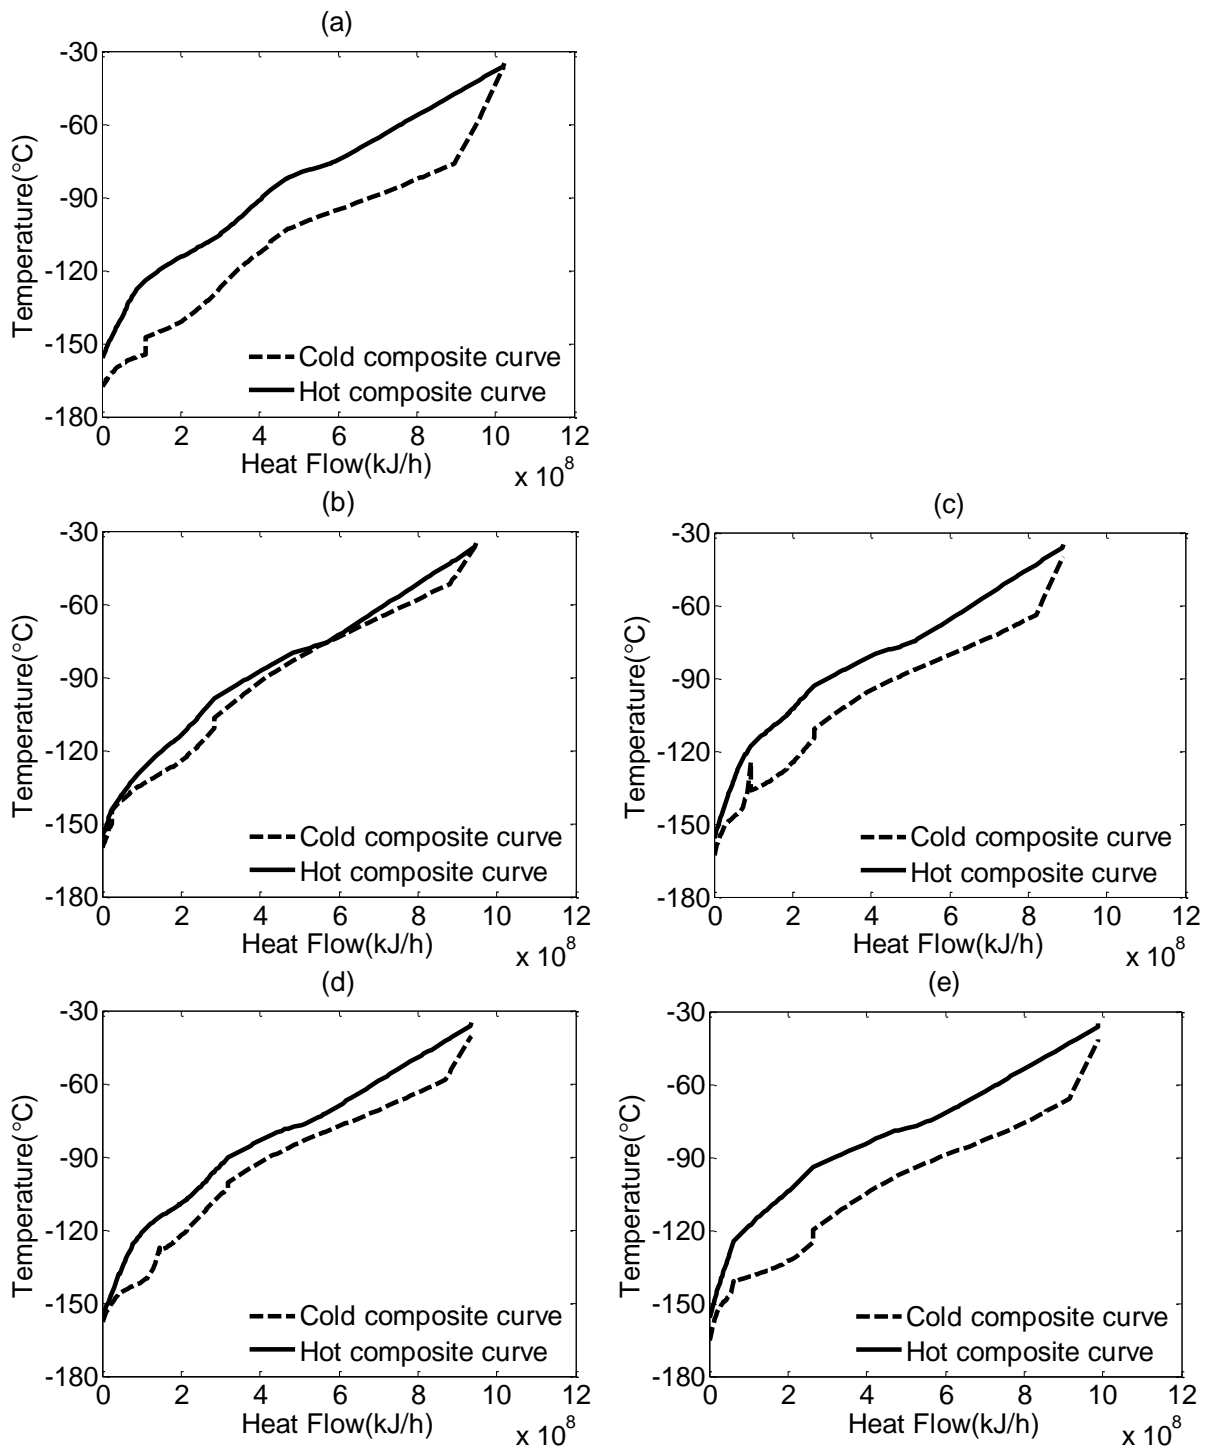 (a)
-30
-60
-90
-120
-150
-180
Temperature(°C)
Cold composite curve
Hot composite curve
0 2 4 6 8 10 12
Heat Flow(kJ/h)
x 10^8
(b)
-30
-60
-90
-120
-150
-180
Temperature(°C)
Cold composite curve
Hot composite curve
0 2 4 6 8 10 12
Heat Flow(kJ/h)
x 10^8
(c)
-30
-60
-90
-120
-150
-180
Temperature(°C)
Cold composite curve
Hot composite curve
0 2 4 6 8 10 12
Heat Flow(kJ/h)
x 10^8
(d)
-30
-60
-90
-120
-150
-180
Temperature(°C)
Cold composite curve
Hot composite curve
0 2 4 6 8 10 12
Heat Flow(kJ/h)
x 10^8
(e)
-30
-60
-90
-120
-150
-180
Temperature(°C)
Cold composite curve
Hot composite curve
0 2 4 6 8 10 12
Heat Flow(kJ/h)
x 10^8